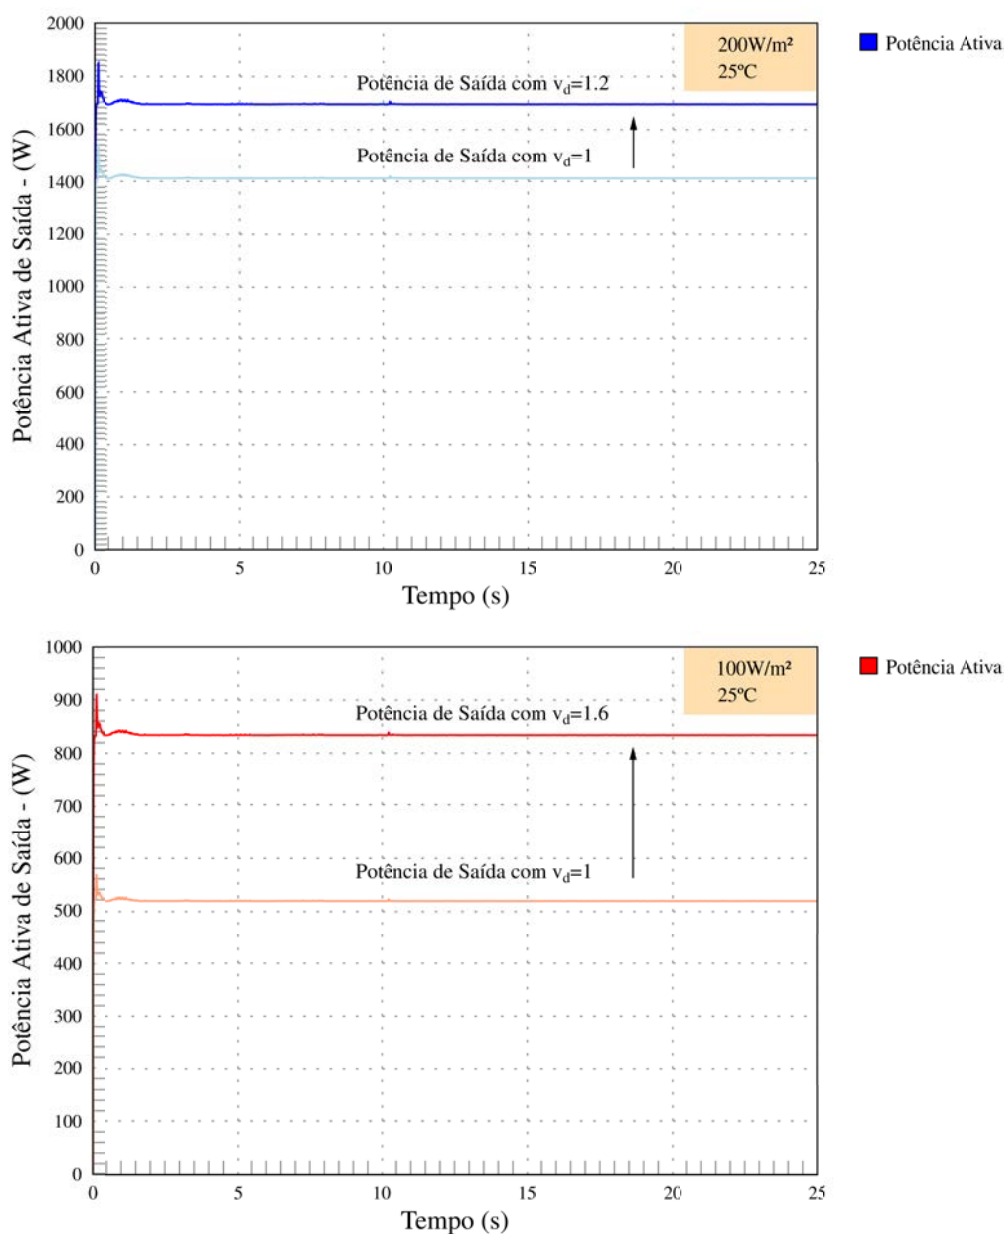 2000
1800
1600
1400
1200
1000
800
600
400
200
0
Potência Ativa de Saída - (W)
Potência de Saída com vd=1.2
Potência de Saída com vd=1
200W/m²
25ºC
Potência Ativa
0 5 10 15 20 25
Tempo (s)
1000
900
800
700
600
500
400
300
200
100
0
Potência Ativa de Saída - (W)
Potência de Saída com vd=1.6
Potência de Saída com vd=1
100W/m²
25ºC
Potência Ativa
0 5 10 15 20 25
Tempo (s)